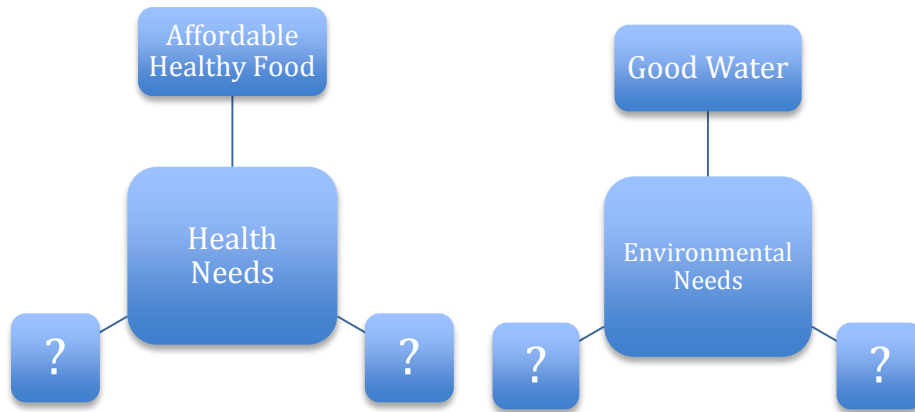 Affordable
Healthy Food
Good Water
Health
Needs
Environmental
Needs
?
?
?
?